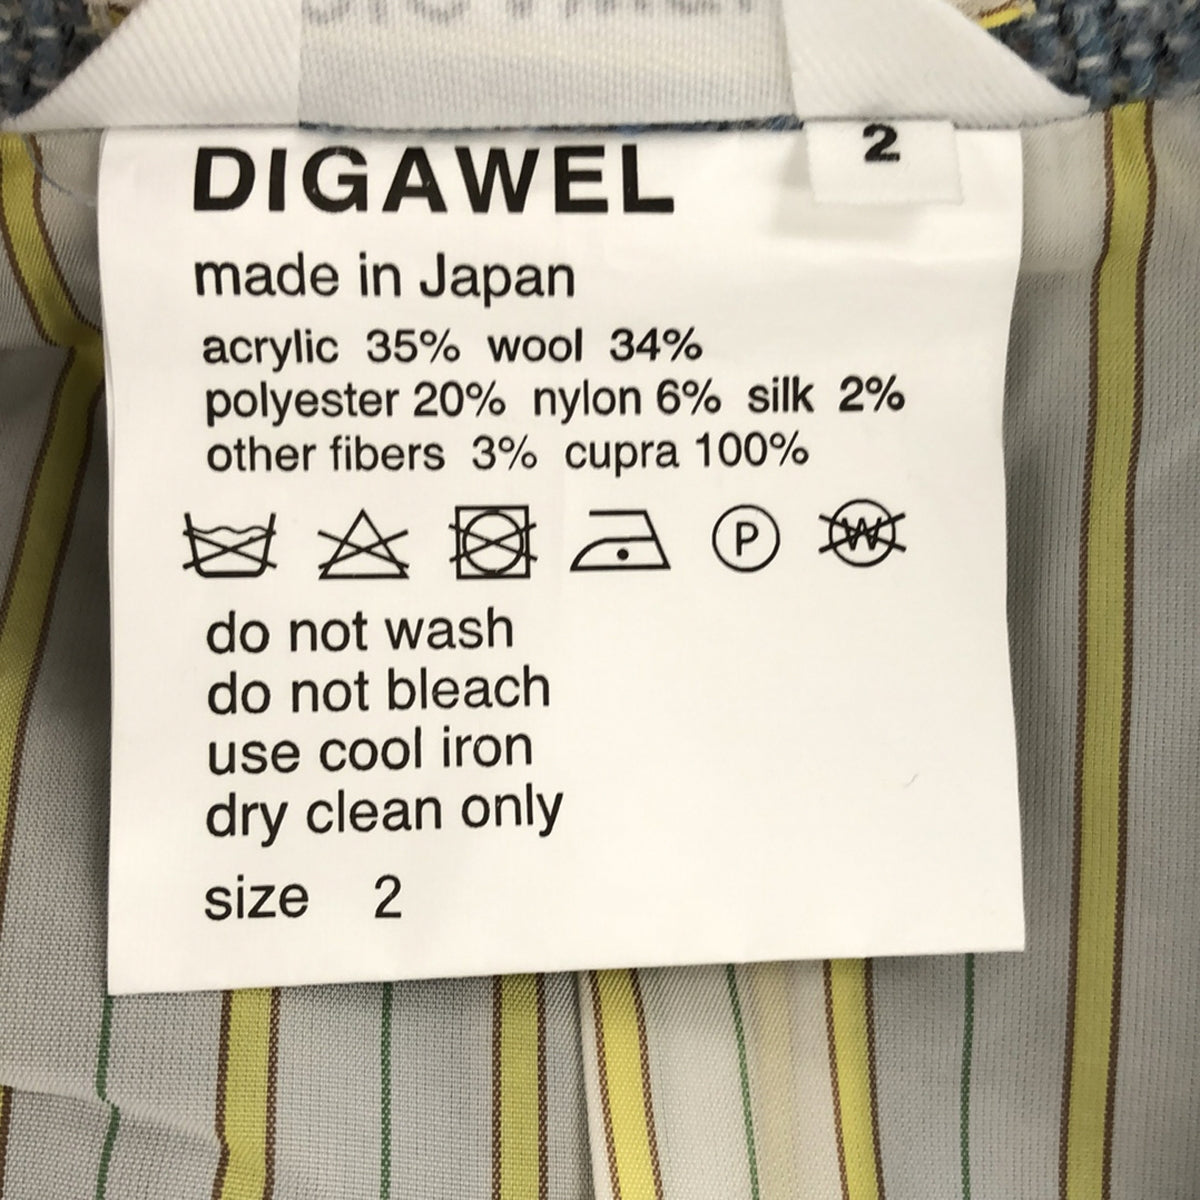 2
DIGAWEL
made in Japan
acrylic 35% wool 34%
polyester 20% nylon 6% silk 2%
other fibers 3% cupra 100%
P W
do not wash
do not bleach
use cool iron
dry clean only
size 2